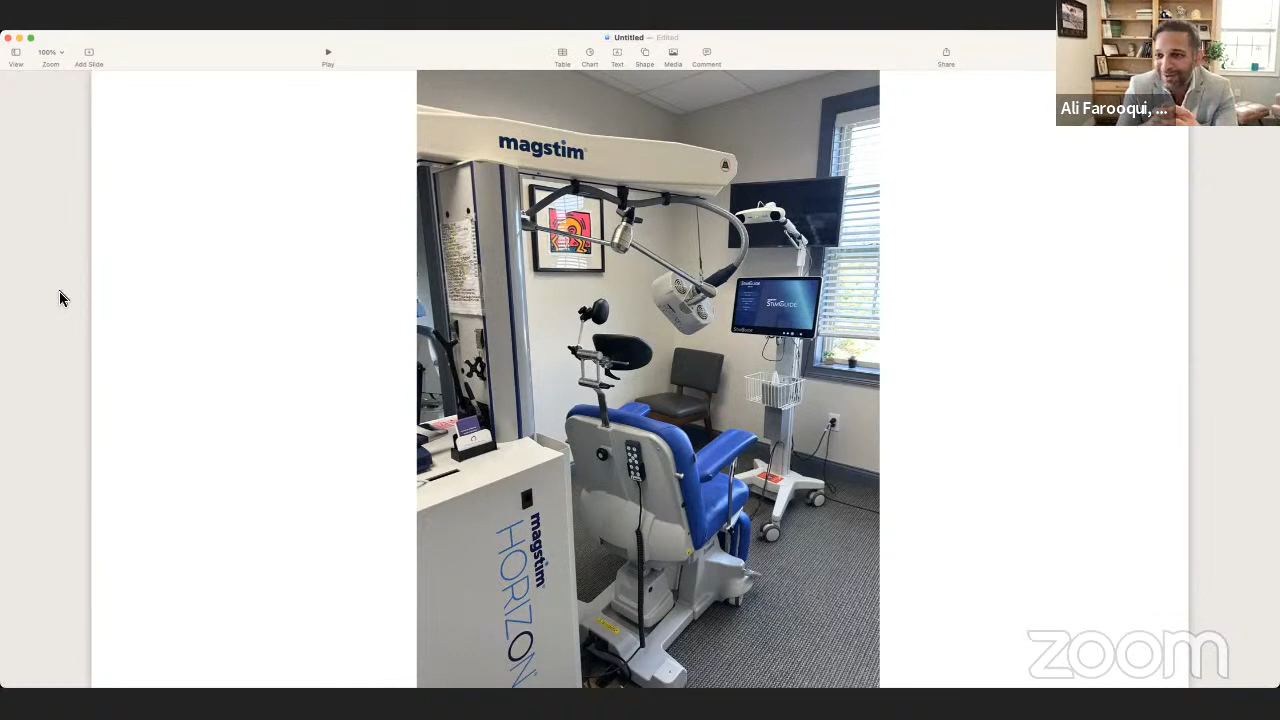 Untitled — Edited
100%
View
Zoom
Add Slide
Play
Table
Chart
Text
Shape
Media
Comment
Share
Ali Farooqui, ...
magstim
STIMGUIDE
STIMGUIDE
magstim
HORIZON
zoom